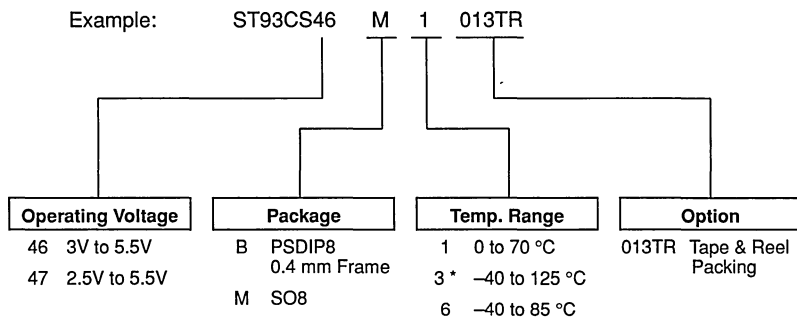 Example: ST93CS46 M 1 013TR
Operating Voltage
46 3V to 5.5V
47 2.5V to 5.5V
Package
B PSDIP8
0.4 mm Frame
M SO8
Temp. Range
1 0 to 70 °C
3 * –40 to 125 °C
6 –40 to 85 °C
Option
013TR Tape & Reel
Packing